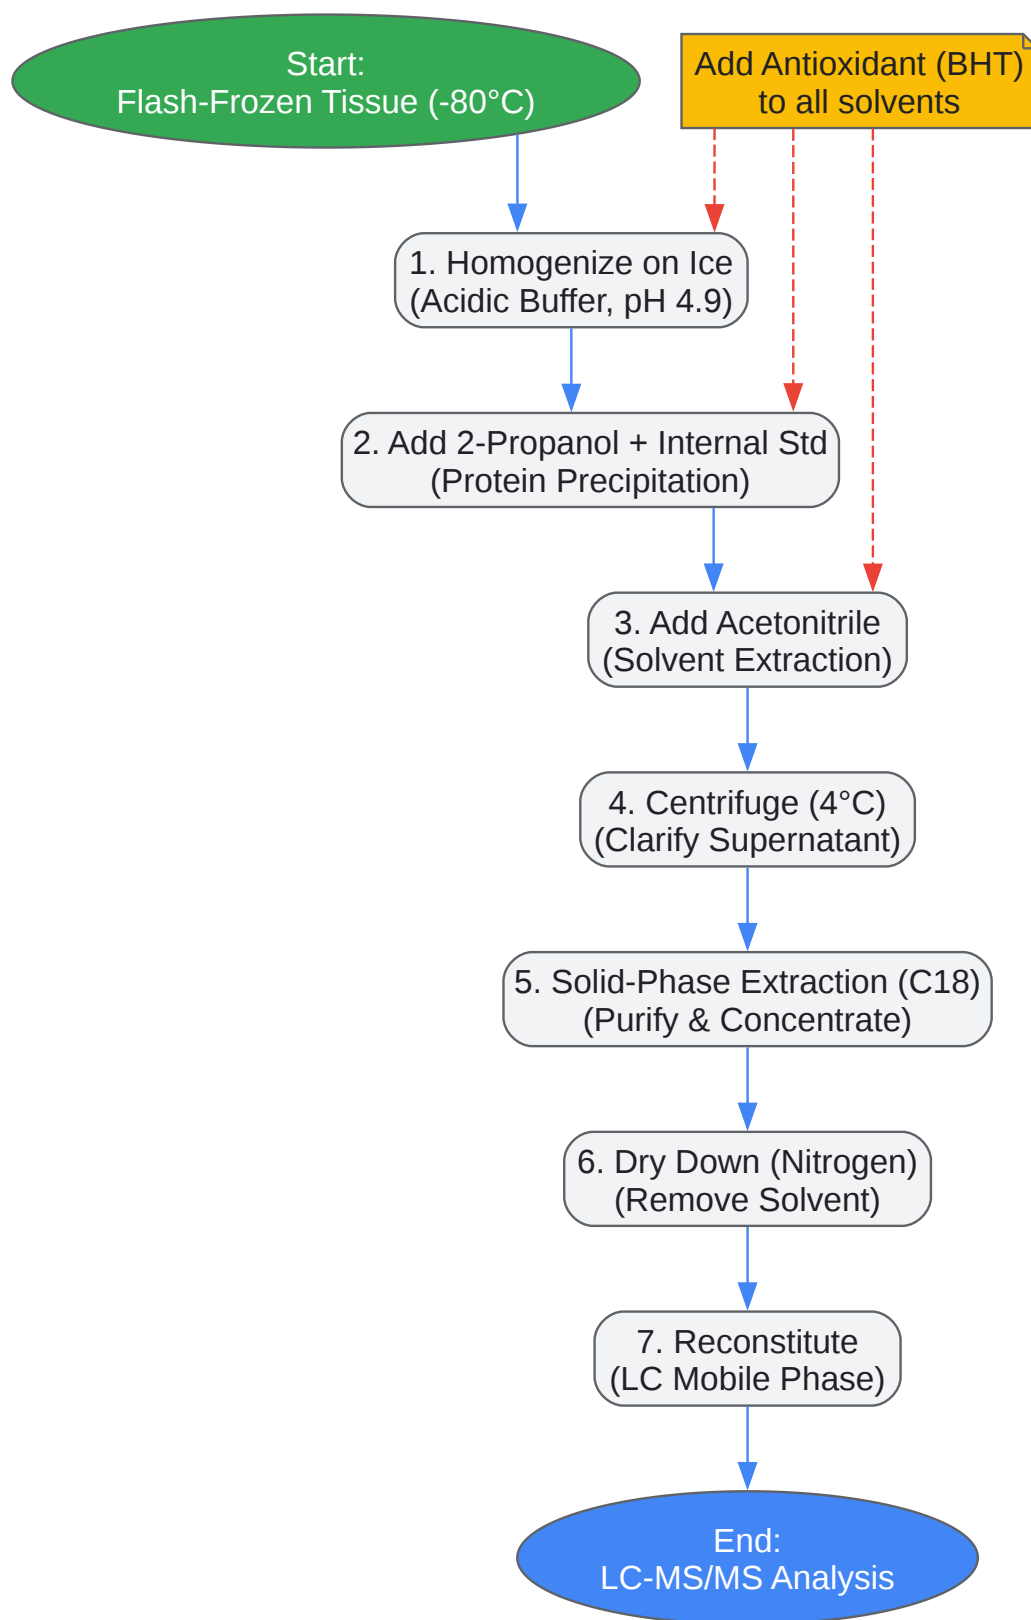 Start:
Flash-Frozen Tissue (-80°C)
Add Antioxidant (BHT)
to all solvents
1. Homogenize on Ice
(Acidic Buffer, pH 4.9)
2. Add 2-Propanol + Internal Std
(Protein Precipitation)
3. Add Acetonitrile
(Solvent Extraction)
4. Centrifuge (4°C)
(Clarify Supernatant)
5. Solid-Phase Extraction (C18)
(Purify & Concentrate)
6. Dry Down (Nitrogen)
(Remove Solvent)
7. Reconstitute
(LC Mobile Phase)
End:
LC-MS/MS Analysis